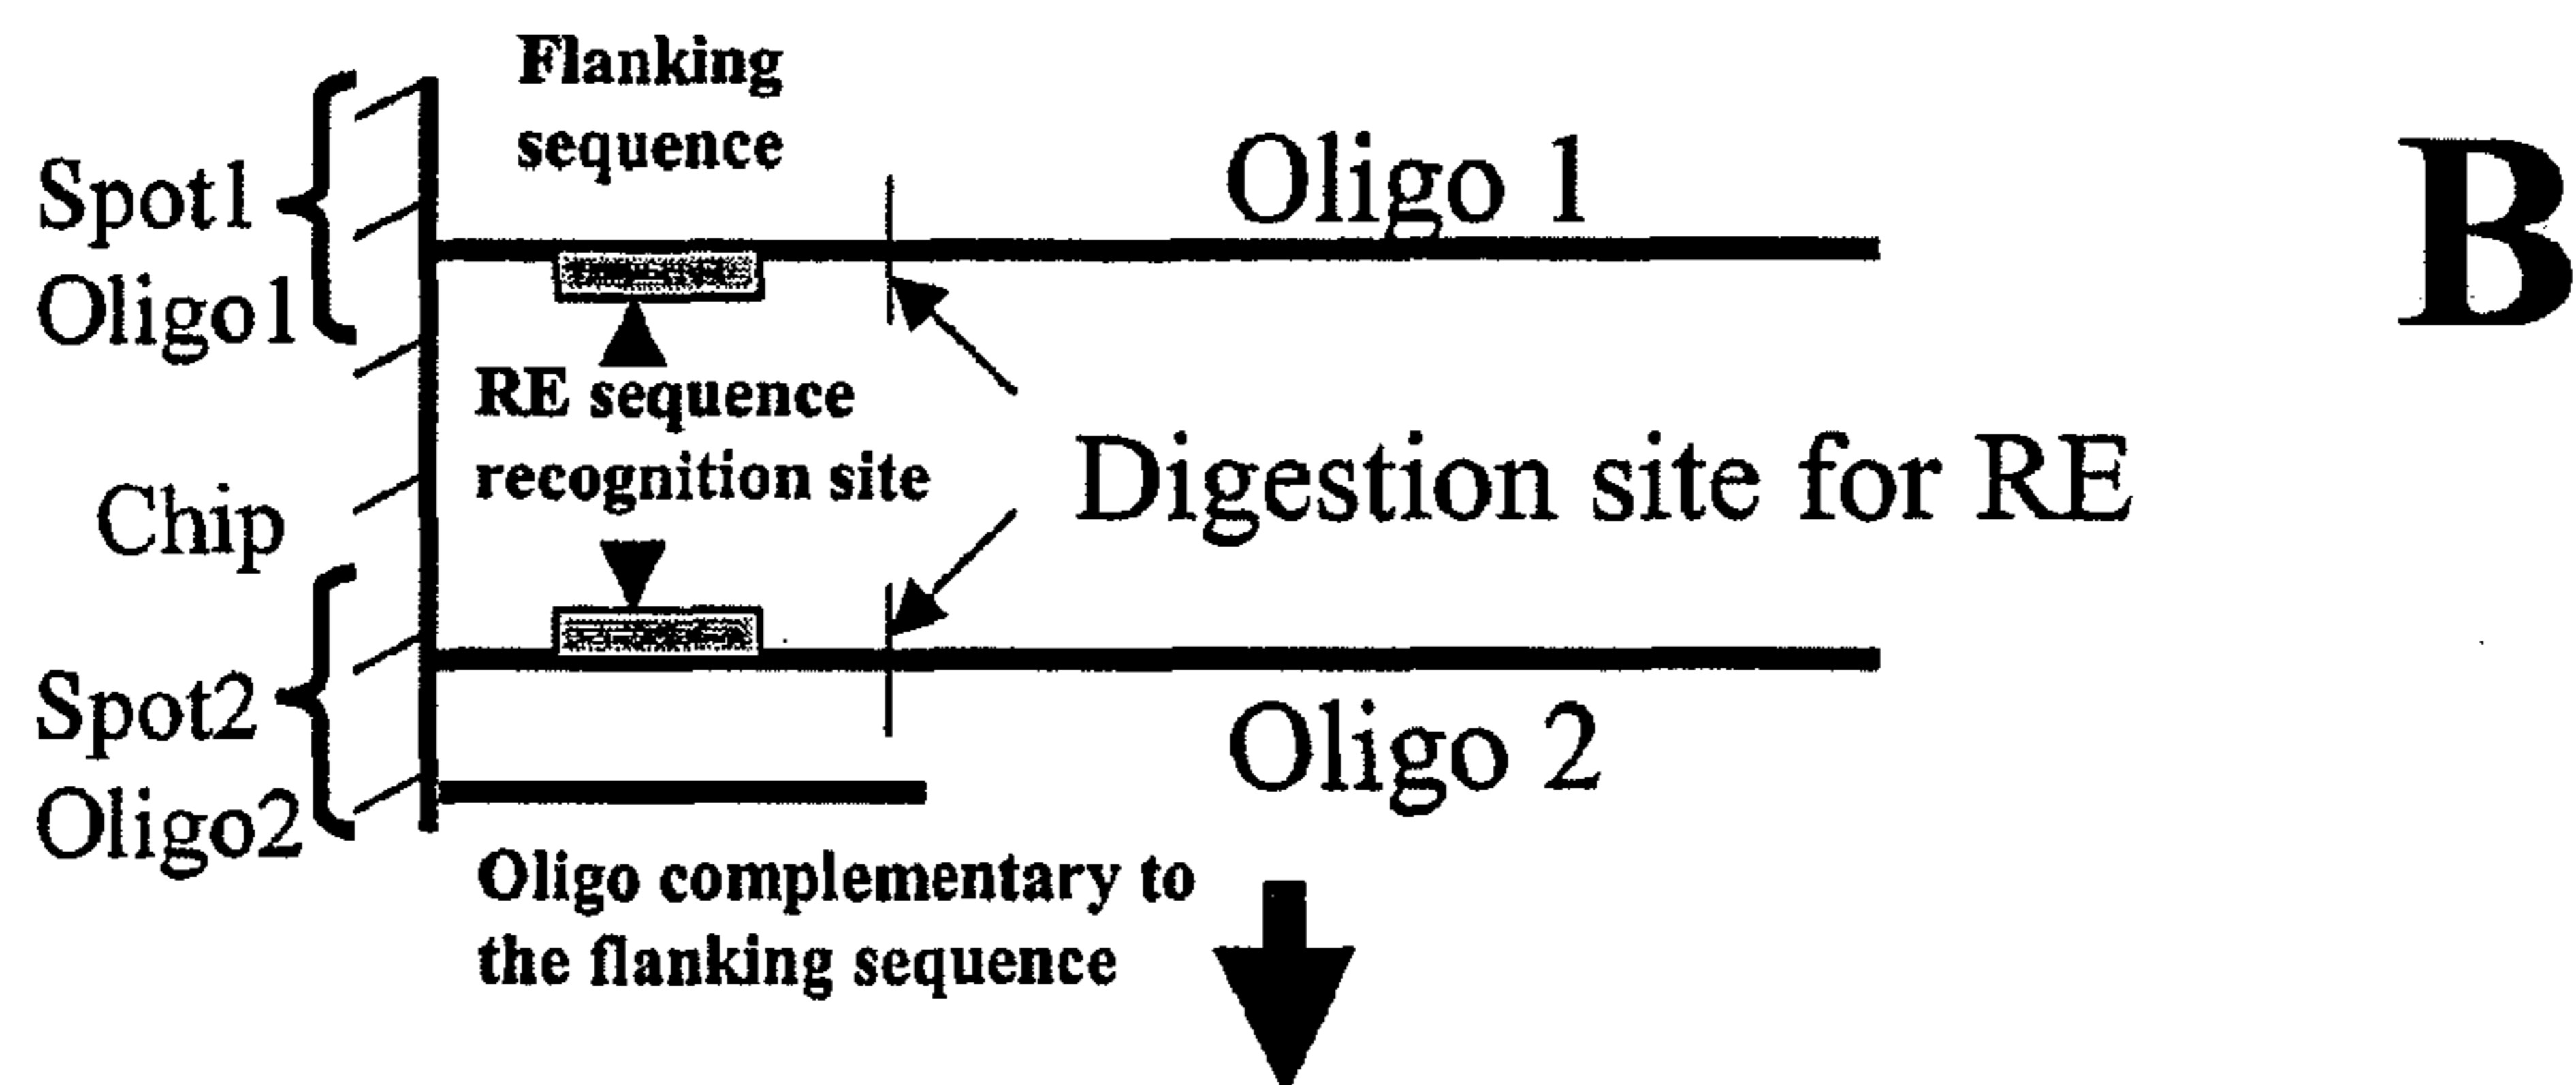 Flanking
sequence
Oligo 1
B
Spot1
Oligo1
RE sequence
recognition site
Digestion site for RE
Chip
Spot2
Oligo2
Oligo 2
Oligo complementary to
the flanking sequence